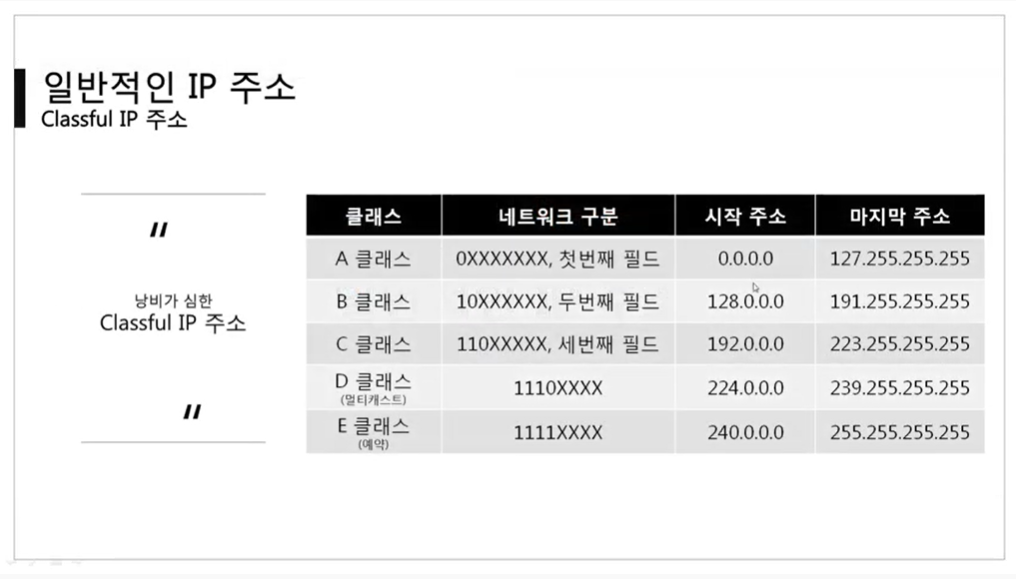 일반적인 IP 주소
Classful IP 주소
"
낭비가 심한
Classful IP 주소
"
클래스 네트워크 구분 시작 주소 마지막 주소
A 클래스 0XXXXXXX, 첫번째 필드 0.0.0.0 127.255.255.255
B 클래스 10XXXXXX, 두번째 필드 128.0.0.0 191.255.255.255
C 클래스 110XXXXX, 세번째 필드 192.0.0.0 223.255.255.255
D 클래스
(멀티캐스트)
1110XXXX 224.0.0.0 239.255.255.255
E 클래스
(예약)
1111XXXX 240.0.0.0 255.255.255.255